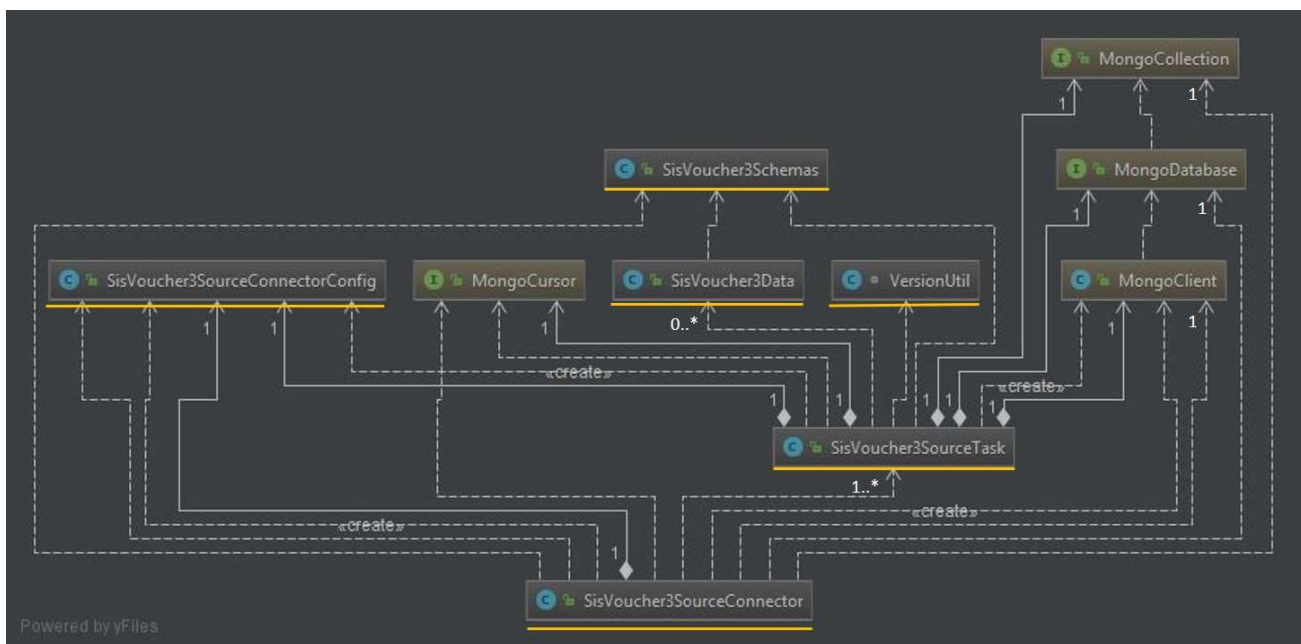 MongoCollection
1
1
SisVoucher3Schemas
MongoDatabase
1
1
SisVoucher3SourceConnectorConfig
MongoCursor
SisVoucher3Data
VersionUtil
MongoClient
1
1
1
0..*
1
1
«create»
«create»
1
1
1
1
1
SisVoucher3SourceTask
1..*
«create»
«create»
1
SisVoucher3SourceConnector
Powered by yFiles